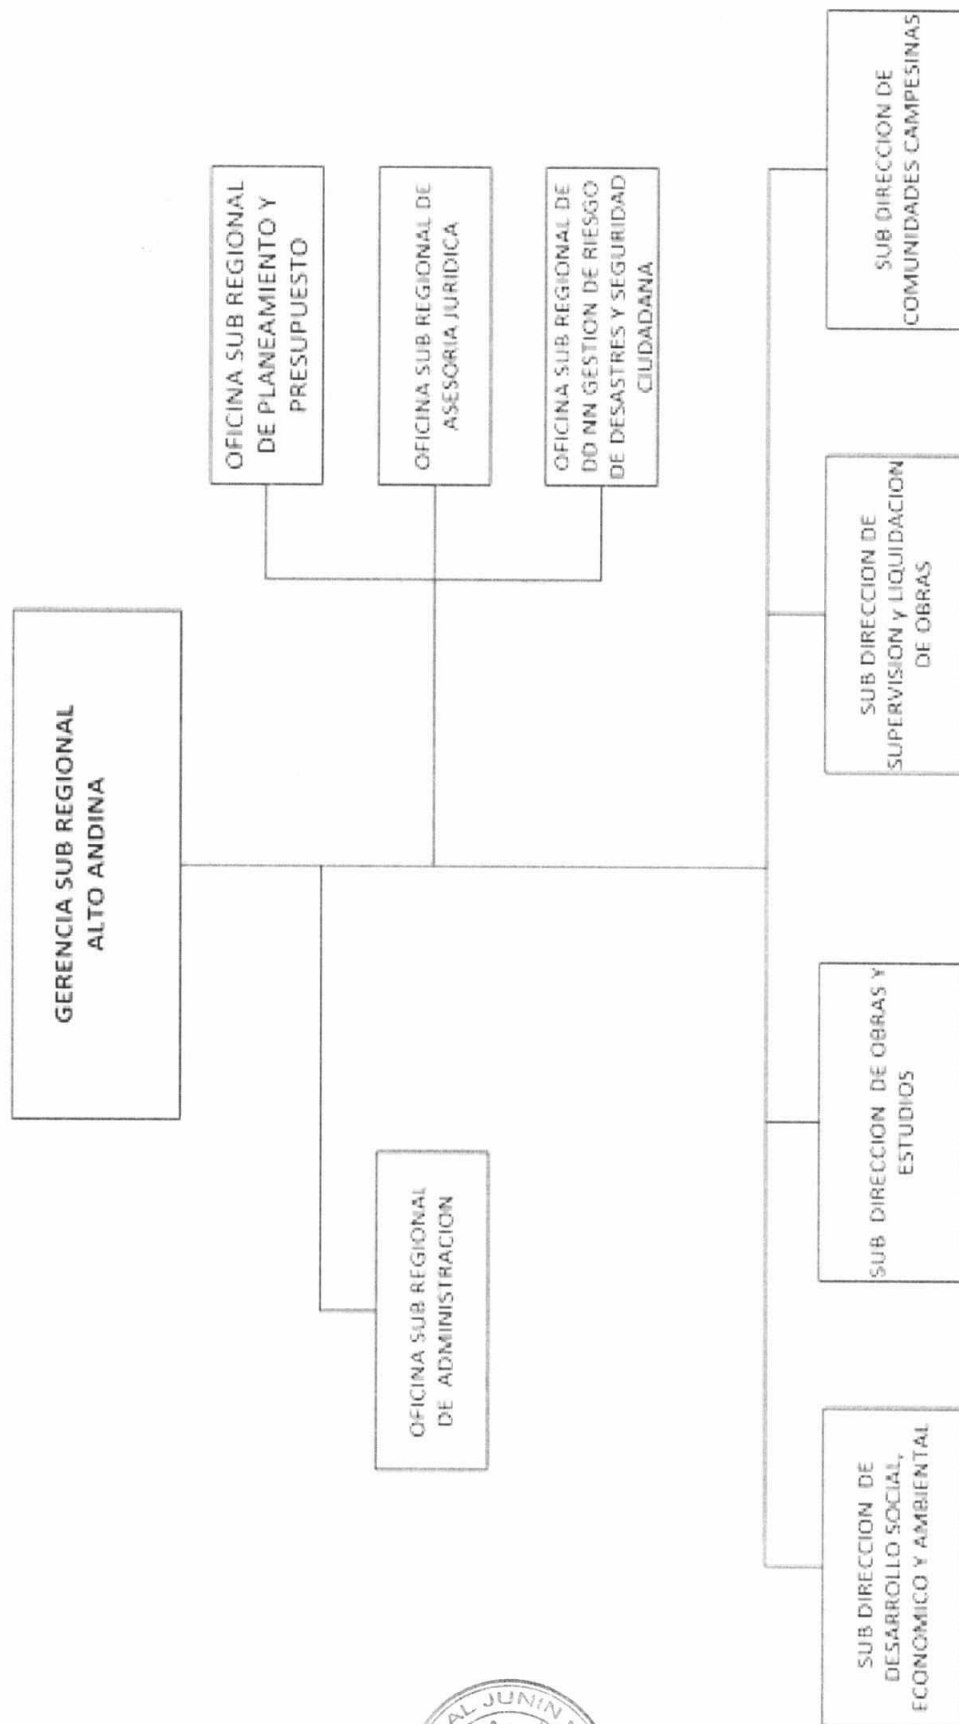 GERENCIA SUB REGIONAL
ALTO ANDINA
OFICINA SUB REGIONAL
DE PLANEAMIENTO Y
PRESUPUESTO
OFICINA SUB REGIONAL DE
ASESORIA JURIDICA
OFICINA SUB REGIONAL DE
DD NN GESTION DE RIESGO
DE DESASTRES Y SEGURIDAD
CIUDADANA
OFICINA SUB REGIONAL
DE ADMINISTRACION
SUB DIRECCION DE
DESARROLLO SOCIAL,
ECONOMICO Y AMBIENTAL
SUB DIRECCION DE OBRAS Y
ESTUDIOS
SUB DIRECCION DE
SUPERVISION y LIQUIDACION
DE OBRAS
SUB DIRECCION DE
COMUNIDADES CAMPESINAS
JUNIN